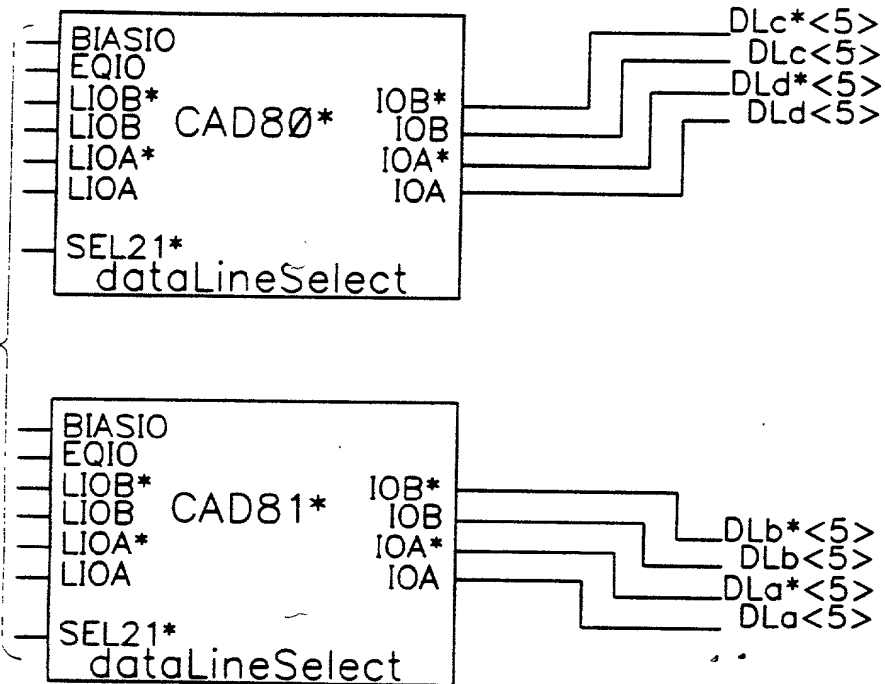 DLc*<5>
BIASIO
DLc<5>
EQIO
DLd*<5>
LIOB*
IOB*
DLd<5>
LIOB
CAD80*
IOB
LIOA*
IOA*
LIOA
IOA
SEL21*
dataLineSelect
BIASIO
EQIO
LIOB*
IOB*
LIOB
CAD81*
IOB
DLb*<5>
LIOA*
IOA*
DLb<5>
LIOA
IOA
DLa*<5>
DLa<5>
SEL21*
dataLineSelect